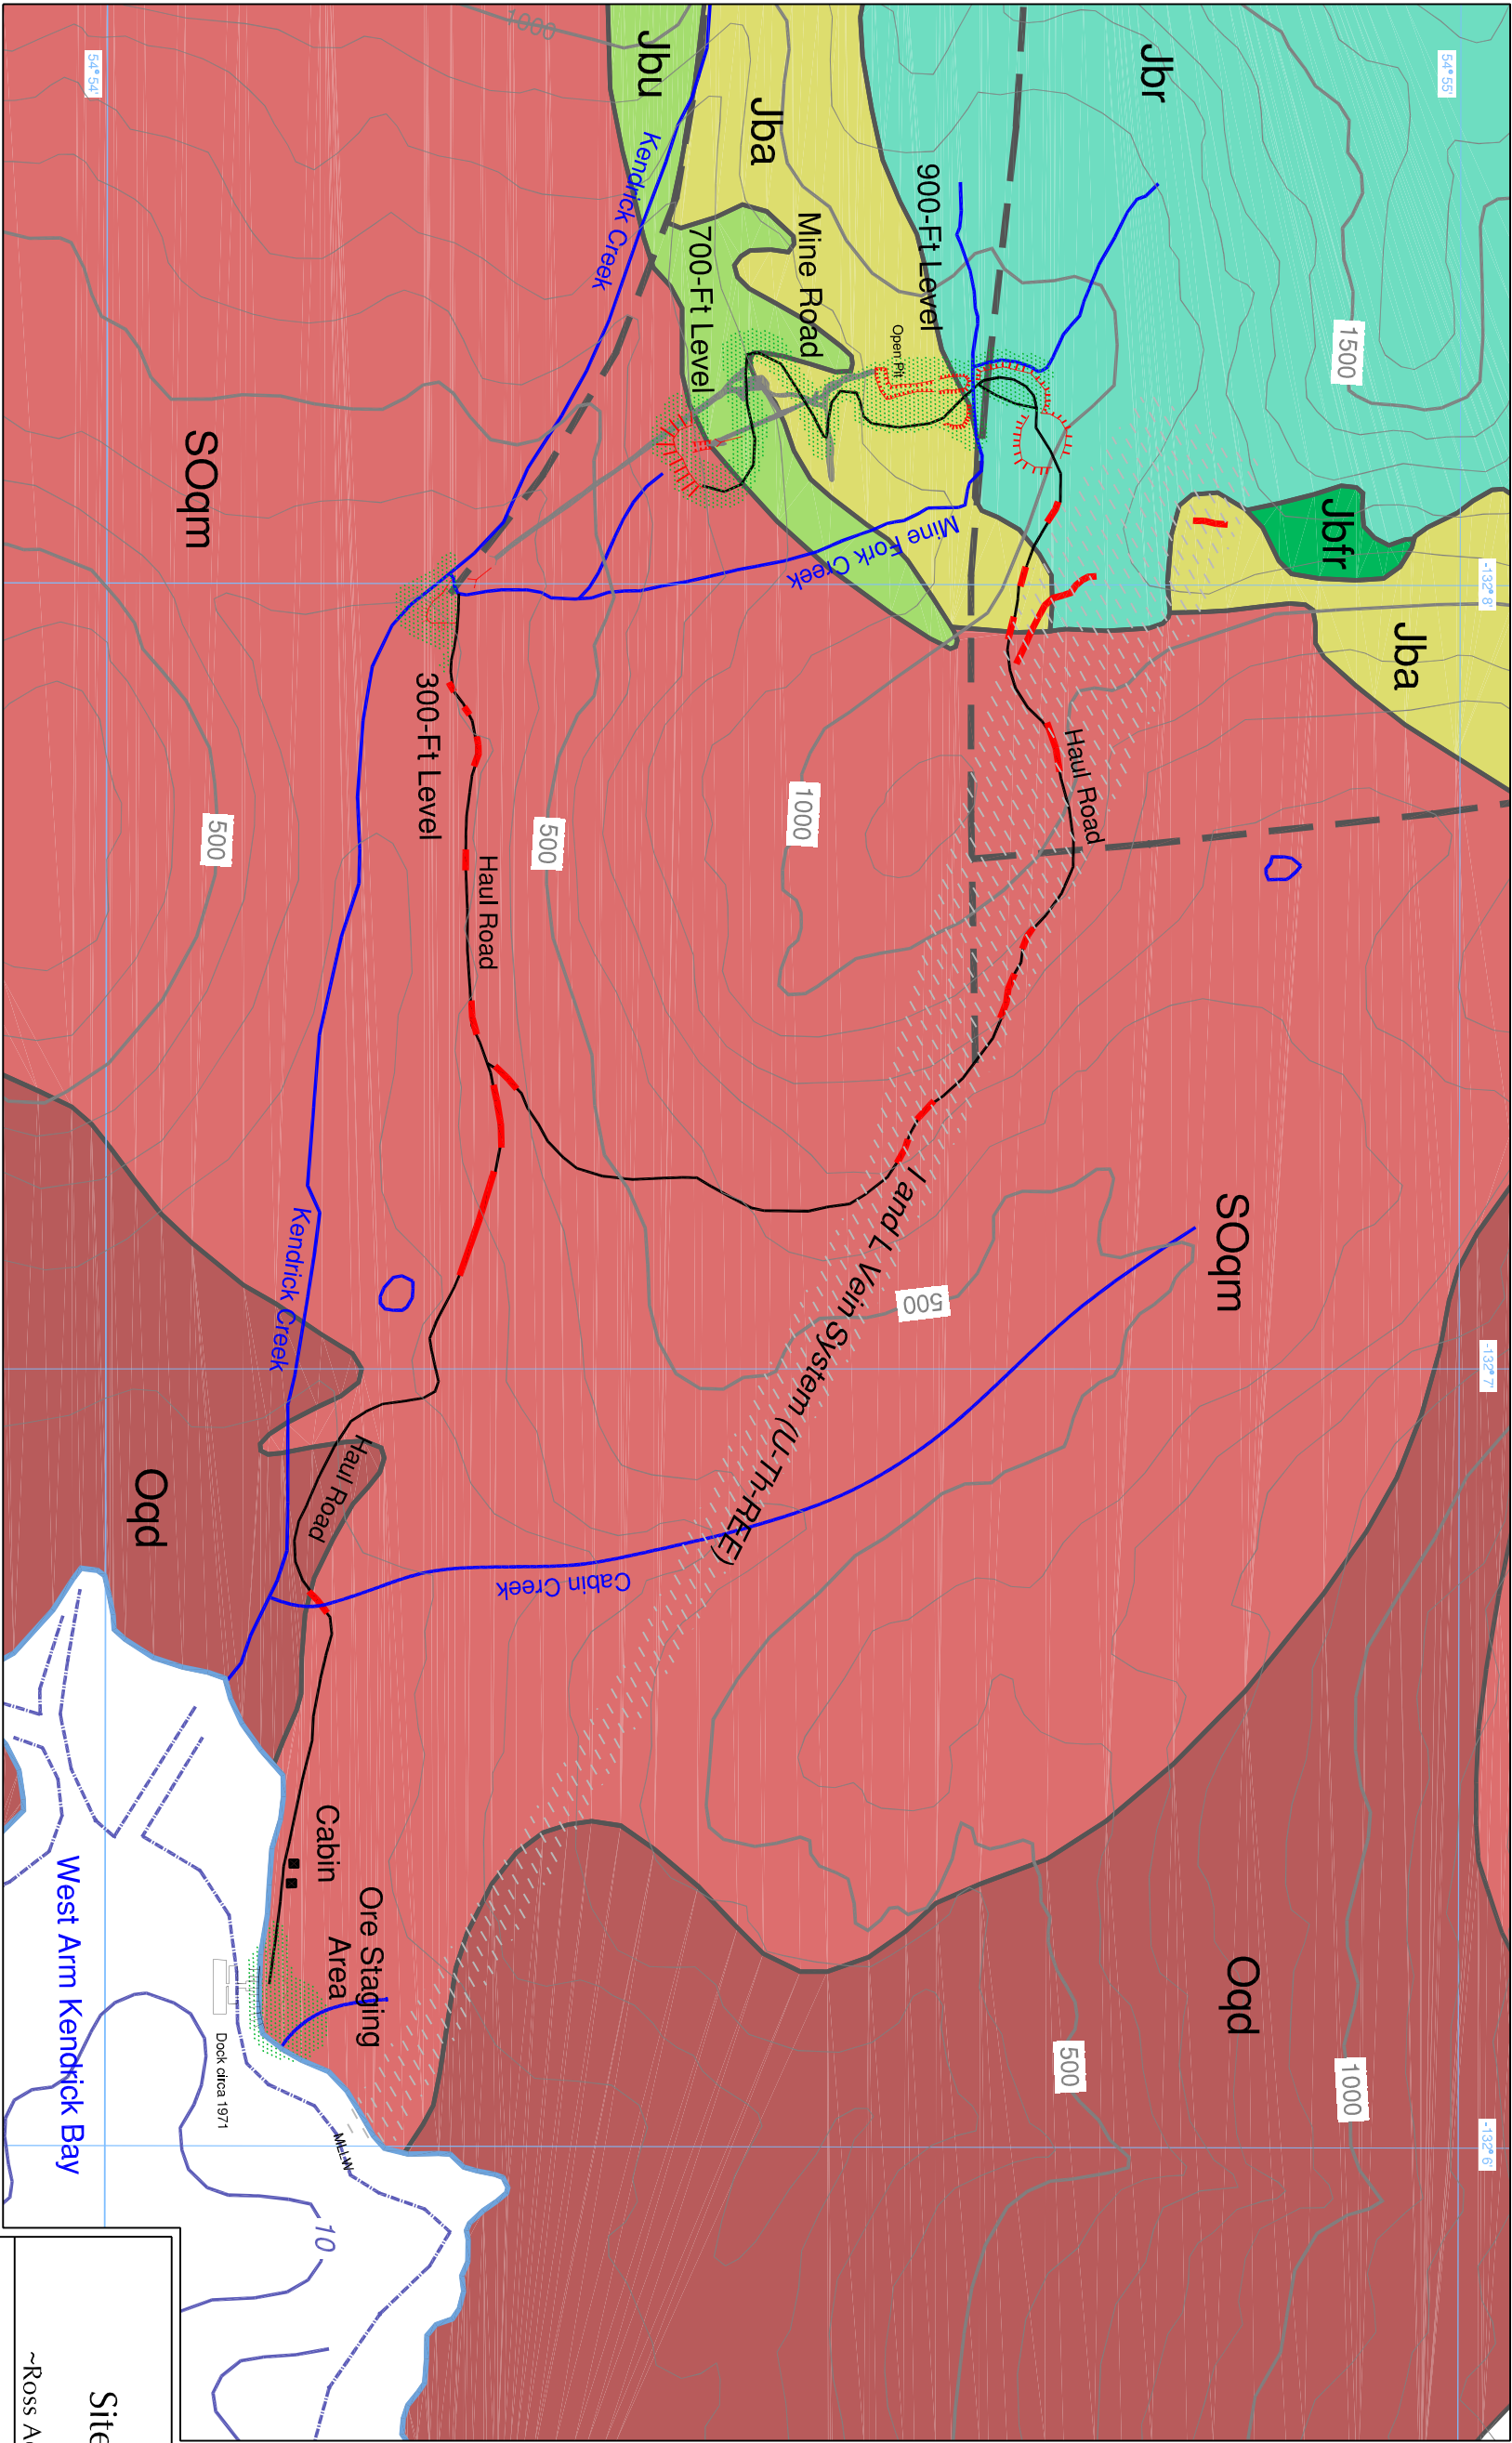 54° 55'
-132° 8'
-132° 7'
-132° 6'
54° 54'
Jbr
1500
Jbfr
Jba
SOqm
Oqd
1000
500
900-Ft Level
Open Pit
Haul Road
Mine Road
Jba
Mine Fork Creek
1000
I and L Vein System (U-Th-REE)
500
700-Ft Level
Jbu
1000
Kendrick Creek
500
Haul Road
Cabin Creek
300-Ft Level
SOqm
500
Haul Road
Kendrick Creek
Oqd
Cabin
Ore Staging
Area
Dock circa 1971
MLLW
10
West Arm Kendrick Bay
Site
~Ross A